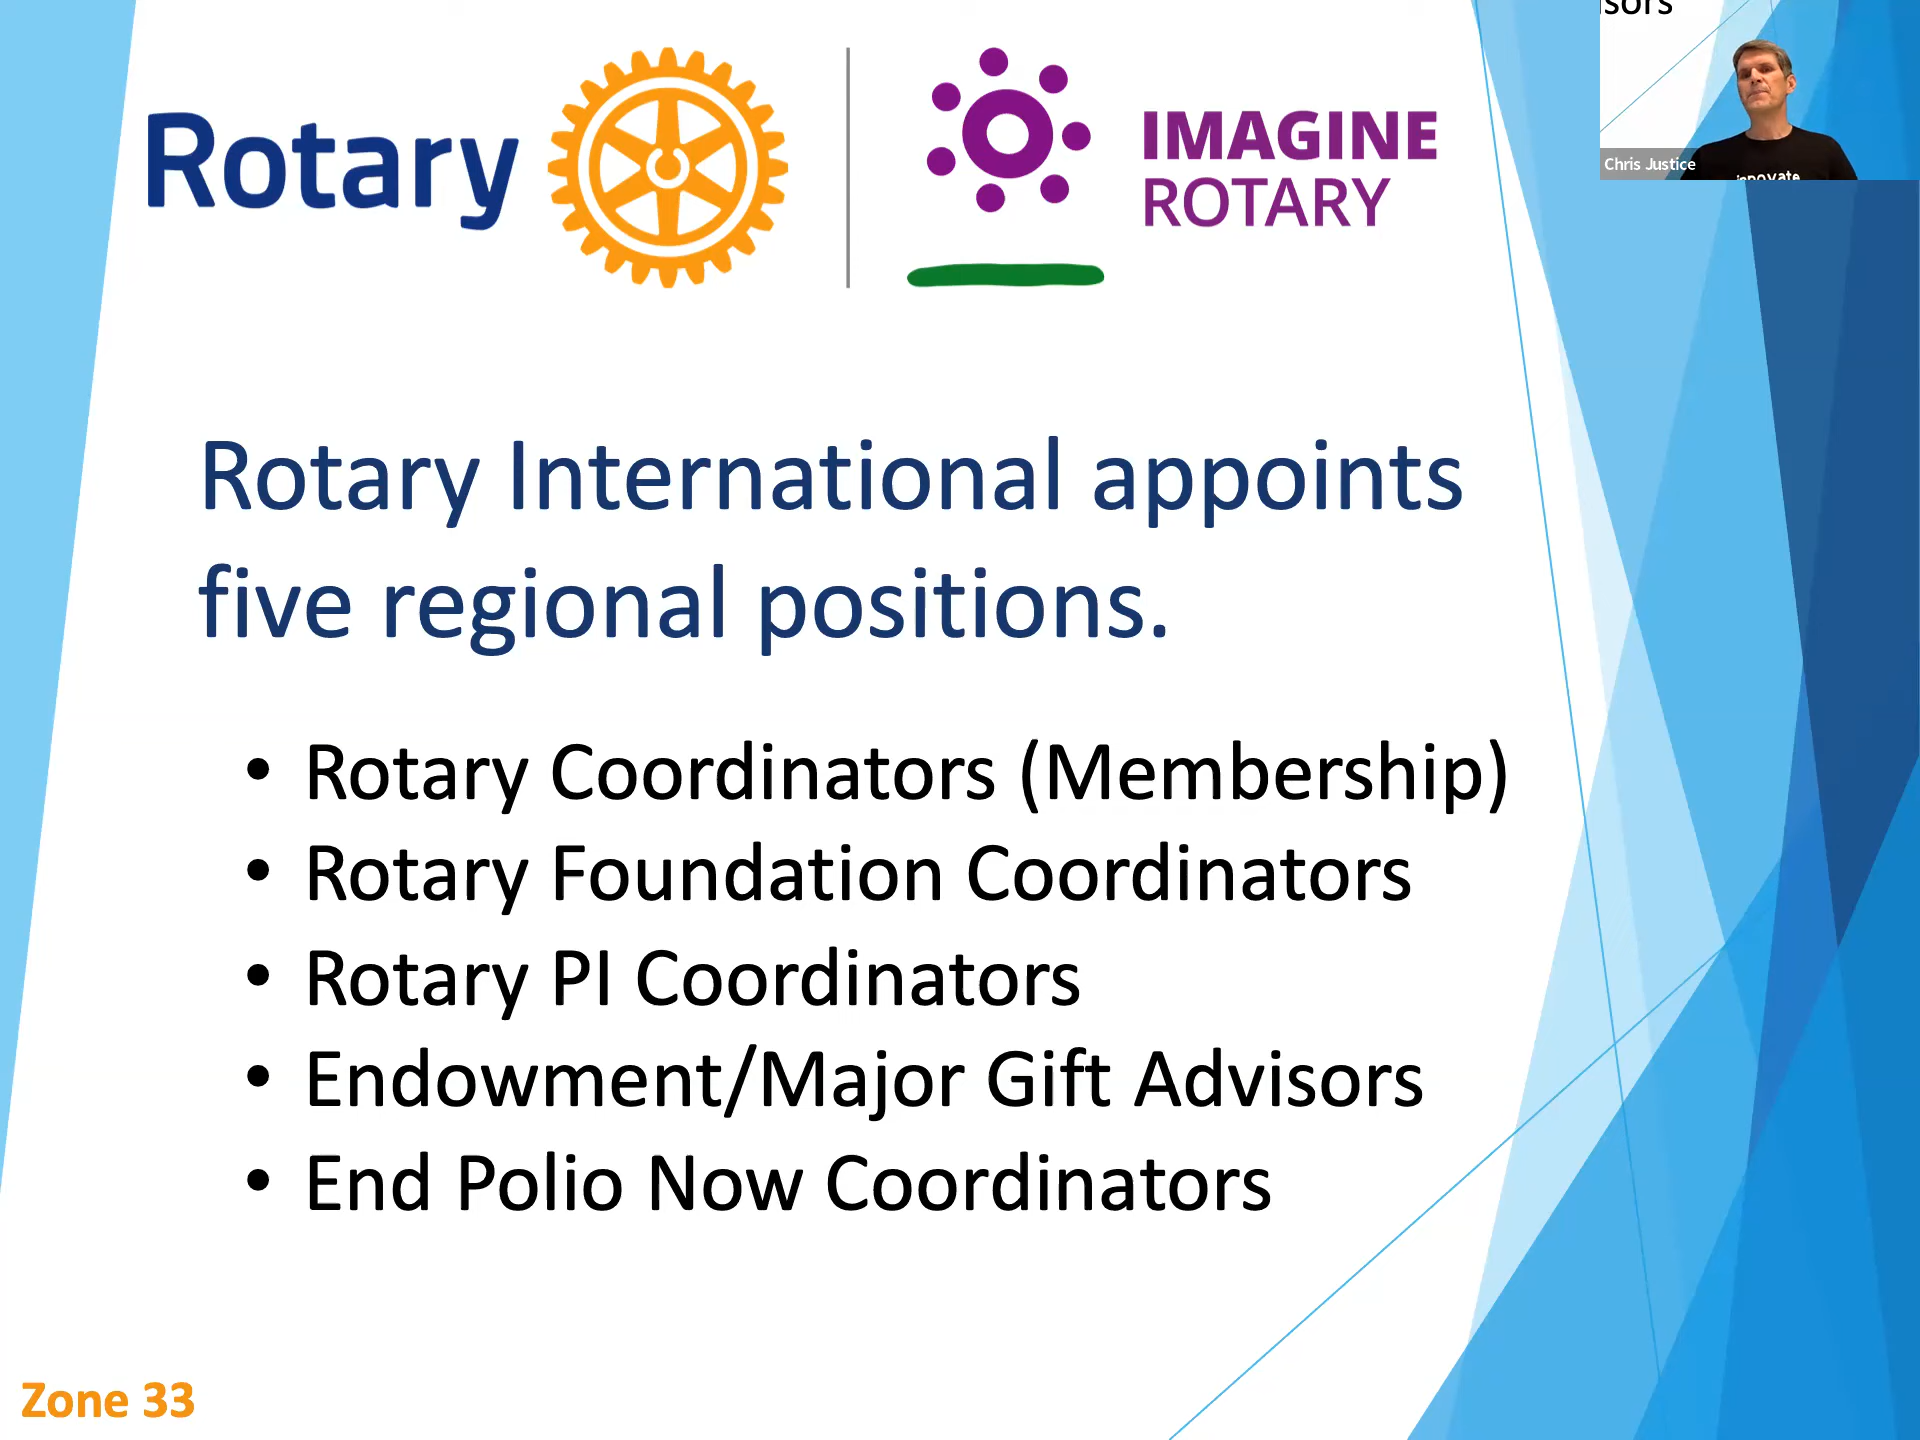 Rotary
IMAGINE
ROTARY
Chris Justice
innovate
Rotary International appoints
five regional positions.
• Rotary Coordinators (Membership)
• Rotary Foundation Coordinators
• Rotary PI Coordinators
• Endowment/Major Gift Advisors
• End Polio Now Coordinators
Zone 33